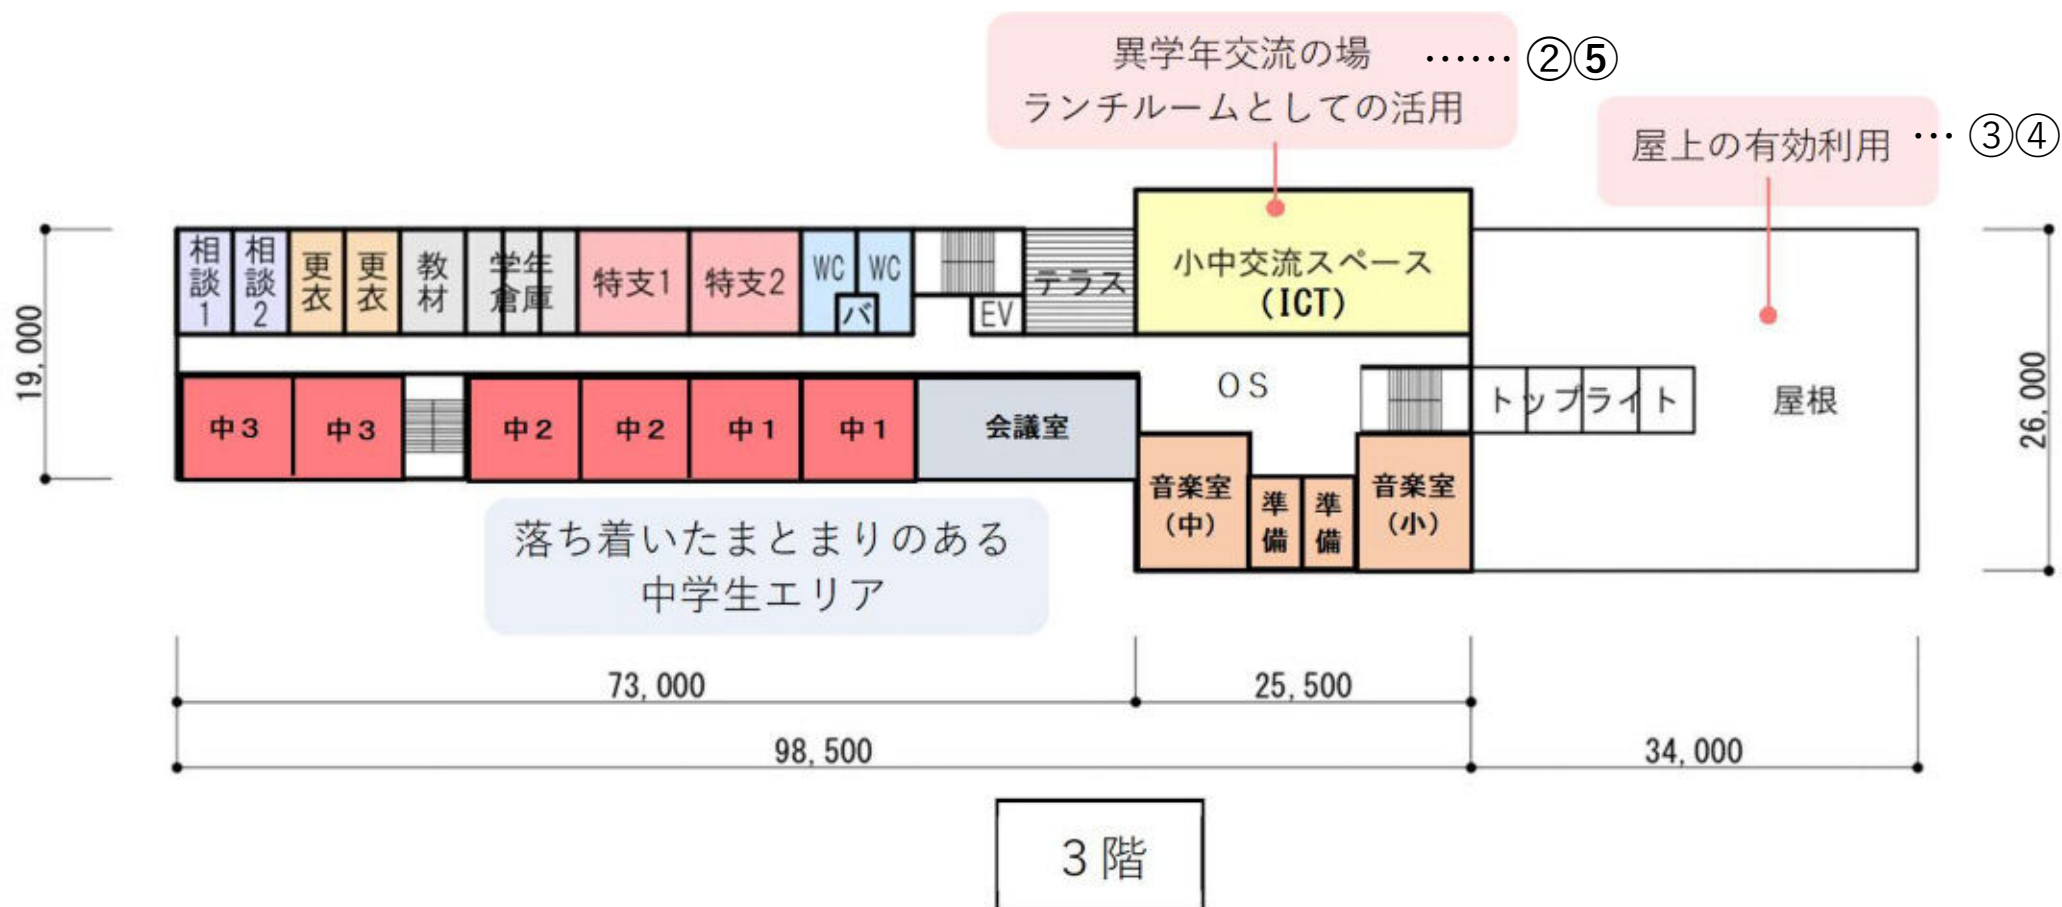 異学年交流の場 …… ②⑤
ランチルームとしての活用
屋上の有効利用 … ③④
相談1
相談2
更衣
更衣
教材
学年倉庫
特支1
特支2
WC
WC
バ
EV
テラス
小中交流スペース
(ICT)
19,000
中3
中3
中2
中2
中1
中1
会議室
OS
トップライト
屋根
26,000
音楽室
(中)
準備
準備
音楽室
(小)
落ち着いたまとまりのある
中学生エリア
73,000
25,500
98,500
34,000
3階